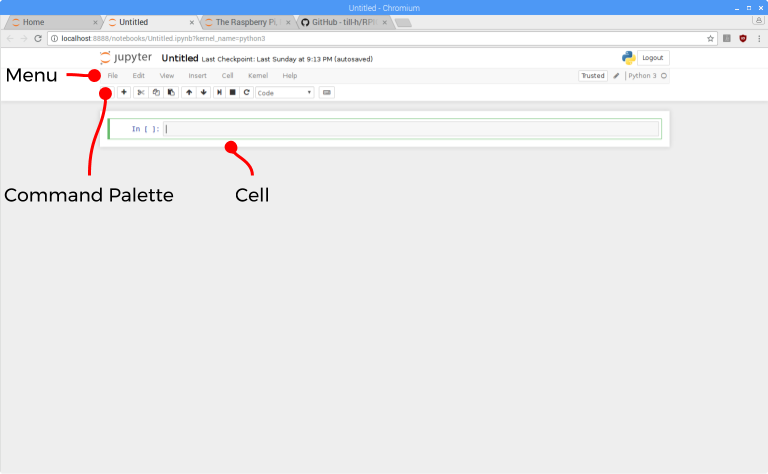 Untitled - Chromium
Home Untitled The Raspberry Pi GitHub - till-h/RPi
localhost:8888/notebooks/Untitled.ipynb?kernel_name=python3
jupyter Untitled Last Checkpoint: Last Sunday at 9:13 PM (autosaved) Logout
Menu File Edit View Insert Cell Kernel Help Trusted Python 3
Code
In [ ]:
Command Palette Cell